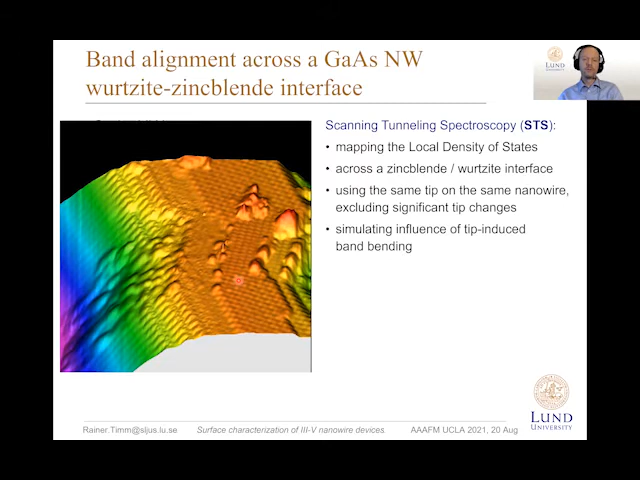 Band alignment across a GaAs NW
wurtzite-zincblende interface
LUND
UNIVERSITY
Scanning Tunneling Spectroscopy (STS):
• mapping the Local Density of States
• across a zincblende / wurtzite interface
• using the same tip on the same nanowire,
excluding significant tip changes
• simulating influence of tip-induced
band bending
LUND
UNIVERSITY
Rainer.Timm@sljus.lu.se Surface characterization of III-V nanowire devices. AAAFM UCLA 2021, 20 Aug